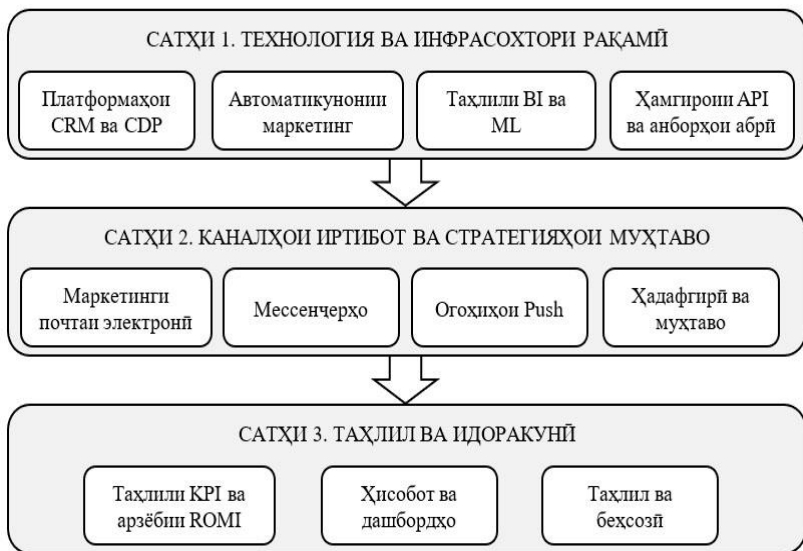 САТҲИ 1. ТЕХНОЛОГИЯ ВА ИНФРАСОХТОРИ РАҚАМӢ
Платформаҳои
CRM ва CDP
Автоматикунонии
маркетинг
Таҳлили BI ва
ML
Ҳамгироии API
ва анборҳои абрӣ
САТҲИ 2. КАНАЛҲОИ ИРТИБОТ ВА СТРАТЕГИЯҲОИ МУҲТАВО
Маркетинги
почтаи электронӣ
Мессенҷерҳо
Огоҳиҳои Push
Ҳадафгирӣ ва
муҳтаво
САТҲИ 3. ТАҲЛИЛ ВА ИДОРАКУНӢ
Таҳлили KPI ва
арзёбии ROMI
Ҳисобот ва
дашбордҳо
Таҳлил ва
беҳсозӣ